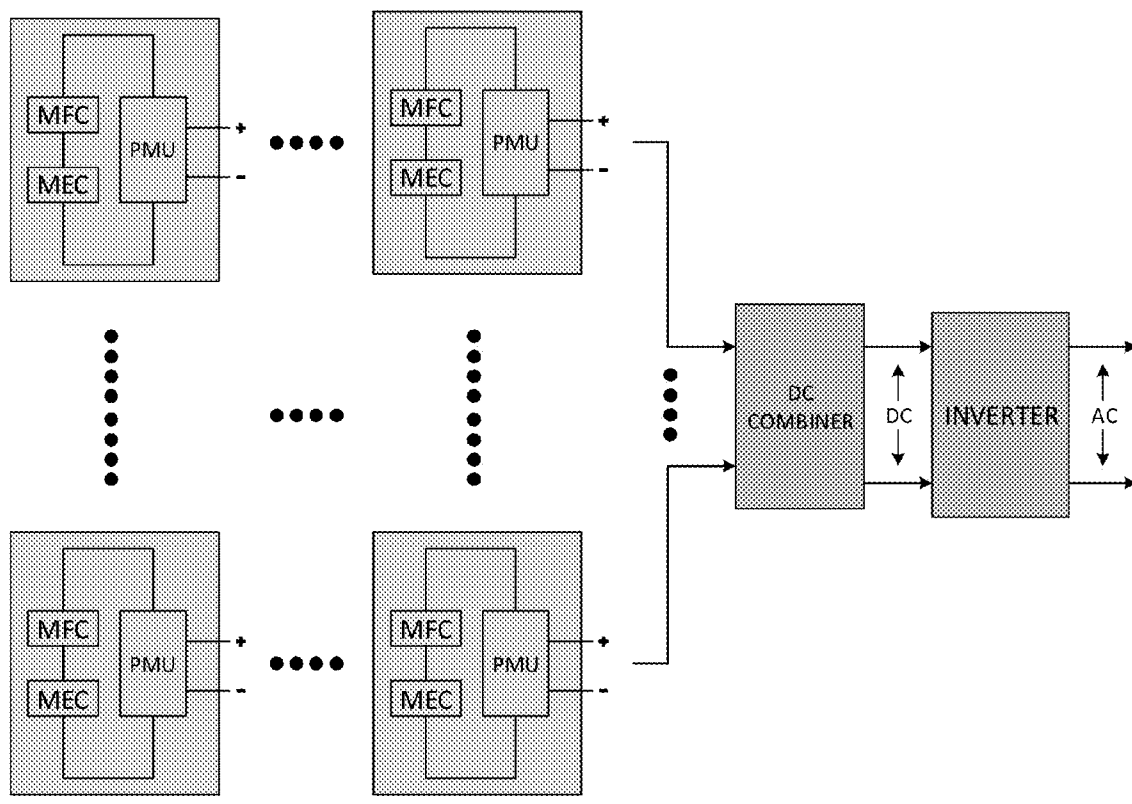 MFC
MEC
PMU
+
-
MFC
MEC
PMU
+
-
DC
COMBINER
DC
INVERTER
AC
MFC
MEC
PMU
+
-
MFC
MEC
PMU
+
-